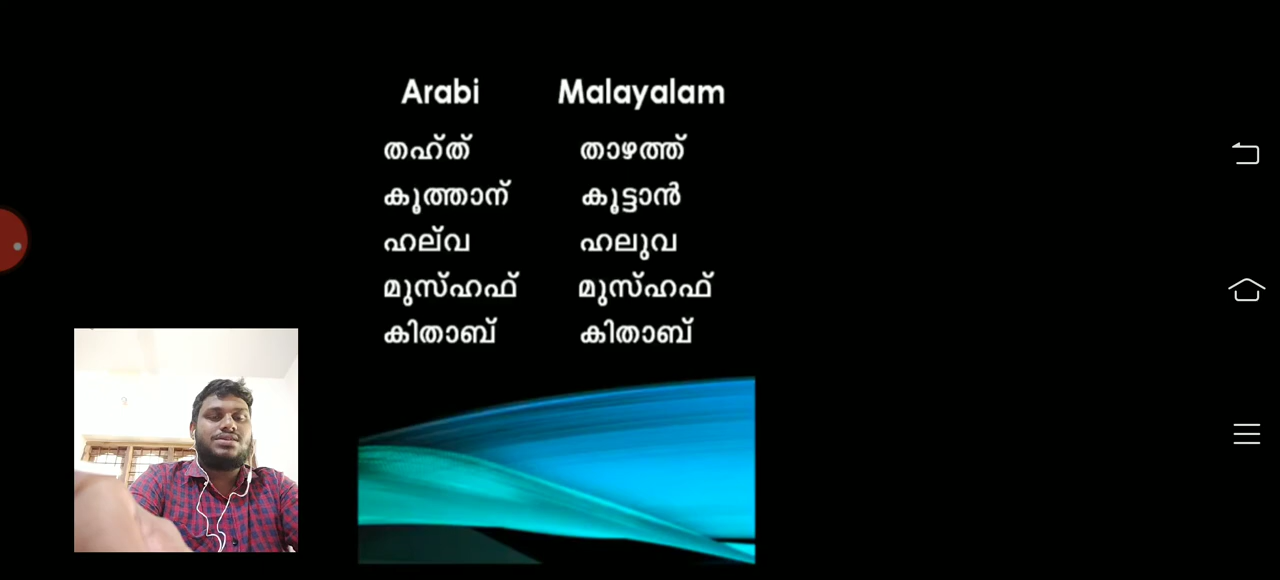 Arabi Malayalam
തഹ്ത് താഴത്ത്
കൂത്താന് കൂട്ടാൻ
ഹല്വ ഹലുവ
മുസ്ഹഫ് മുസ്ഹഫ്
കിതാബ് കിതാബ്